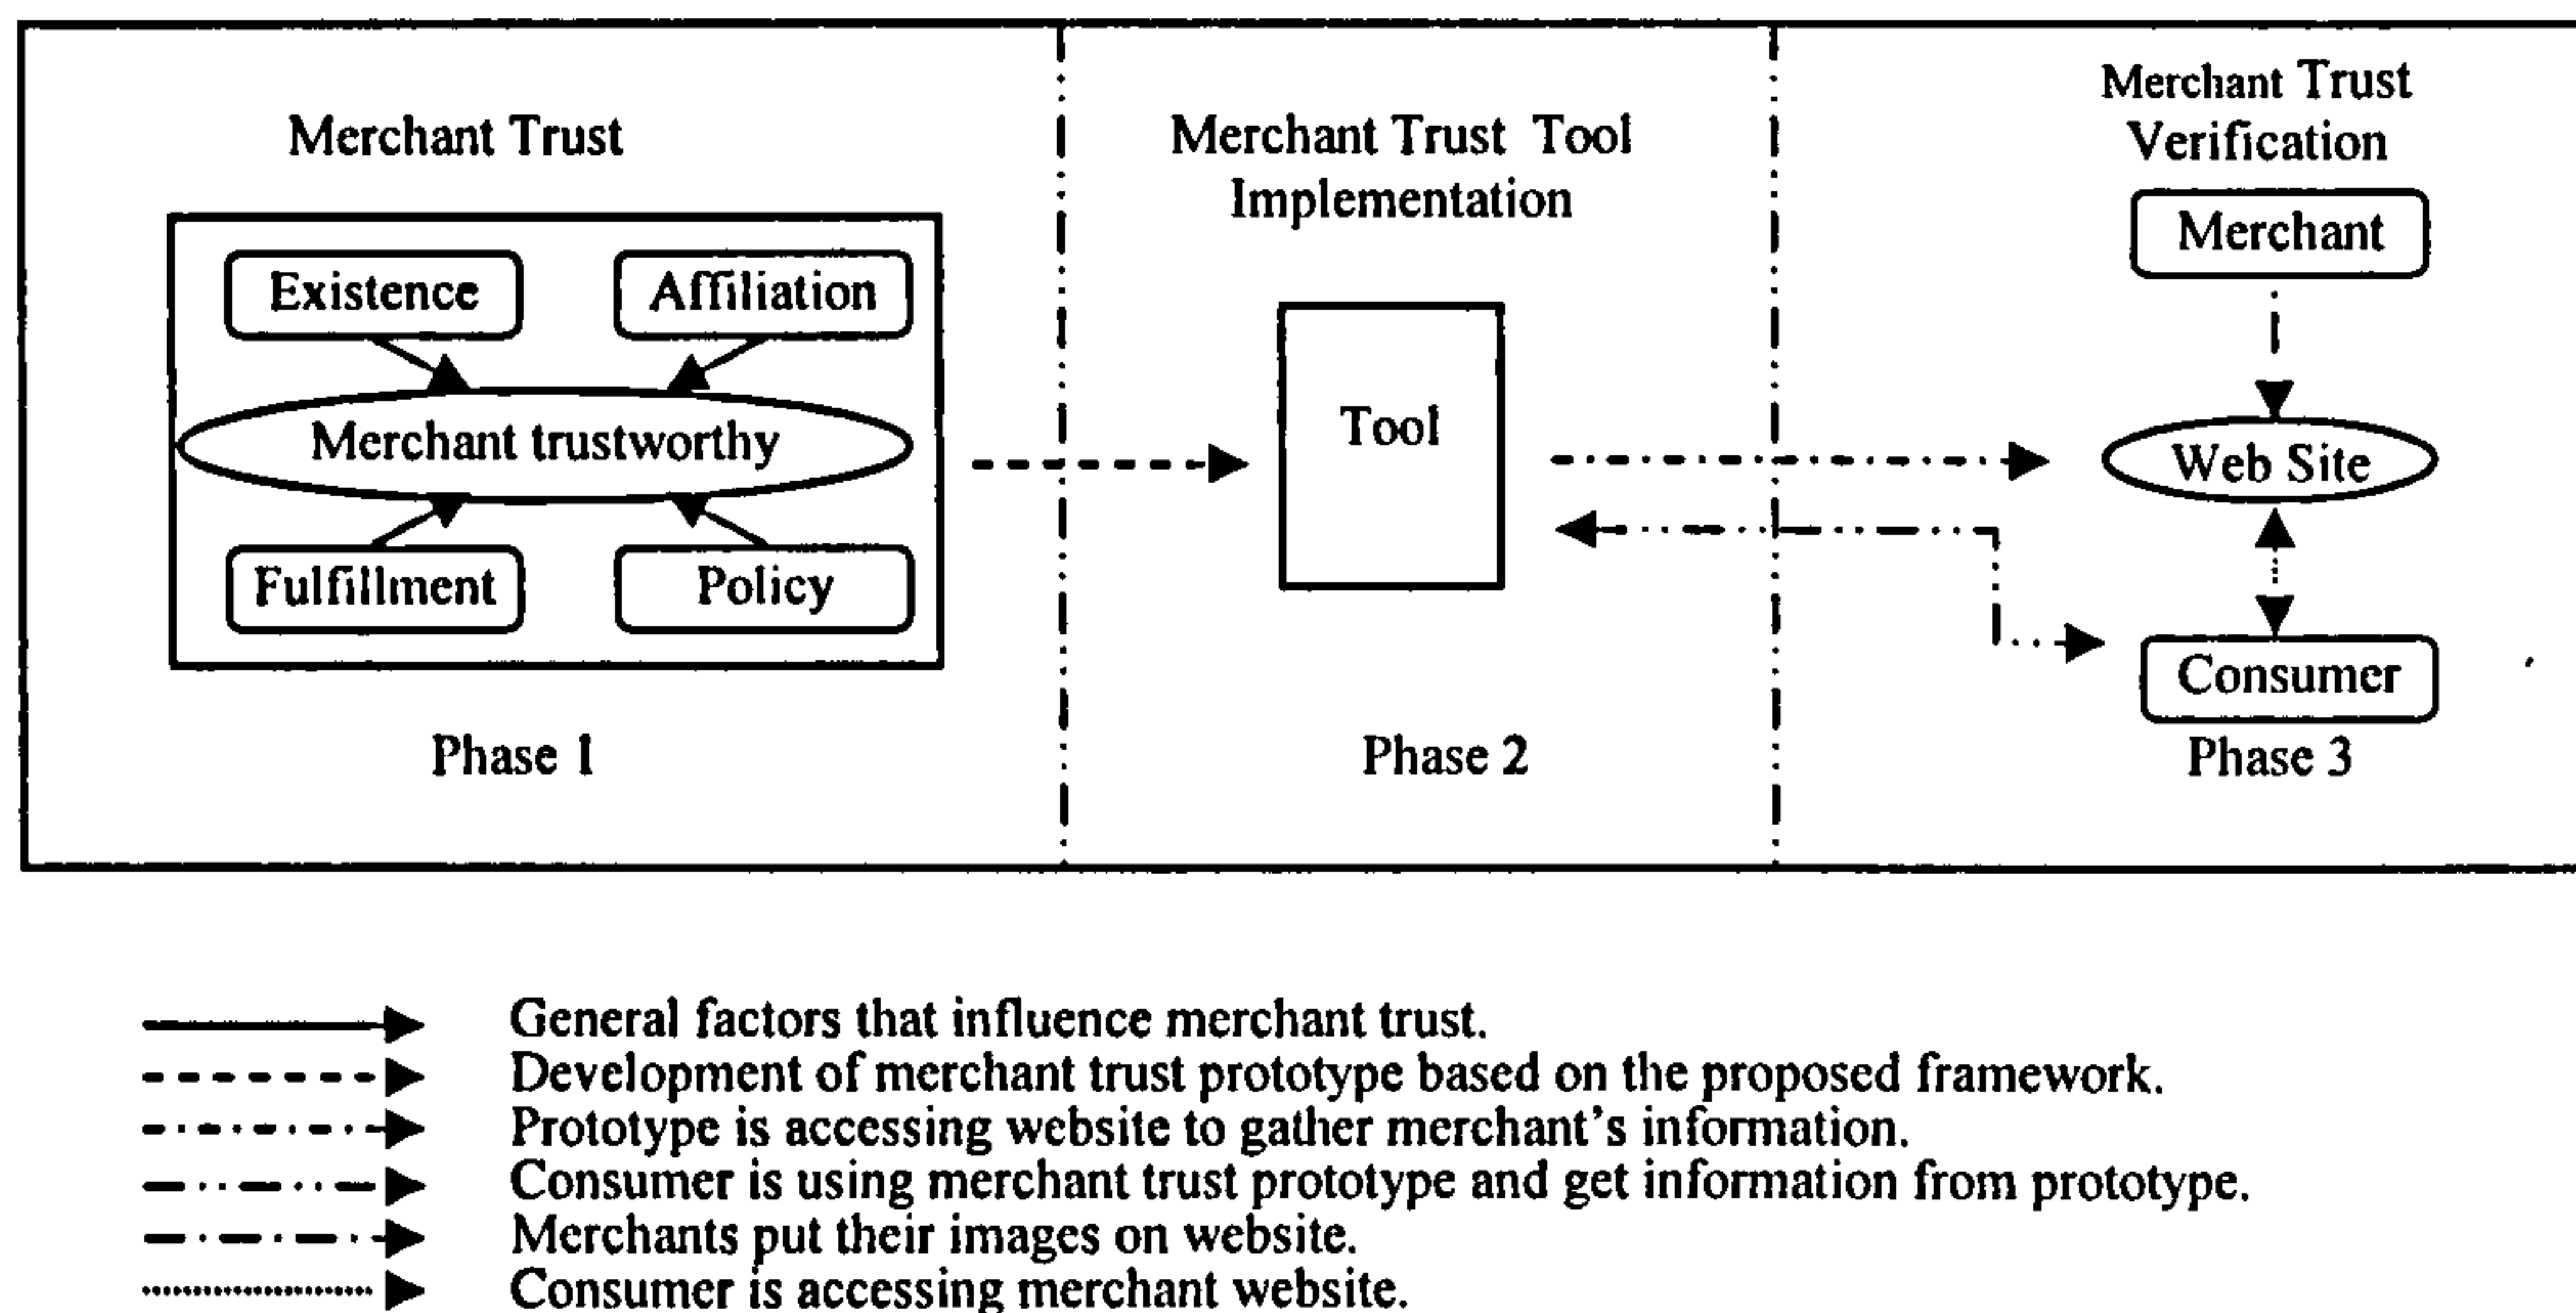 Merchant Trust
Existence
Affiliation
Merchant trustworthy
Fulfillment
Policy
Phase 1
Merchant Trust Tool
Implementation
Tool
Phase 2
Merchant Trust
Verification
Merchant
Web Site
Consumer
Phase 3
General factors that influence merchant trust.
Development of merchant trust prototype based on the proposed framework.
Prototype is accessing website to gather merchant's information.
Consumer is using merchant trust prototype and get information from prototype.
Merchants put their images on website.
Consumer is accessing merchant website.